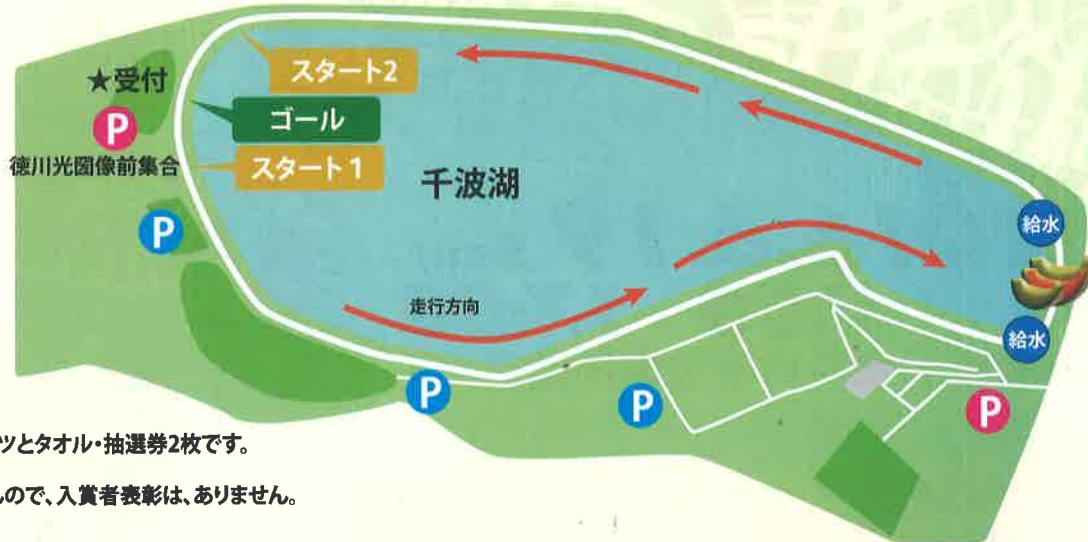 スタート2
★受付
ゴール
P
徳川光圀像前集合
スタート1
千波湖
給水
P
走行方向
給水
P
P
P
ツとタオル・抽選券2枚です。
んので、入賞者表彰は、ありません。